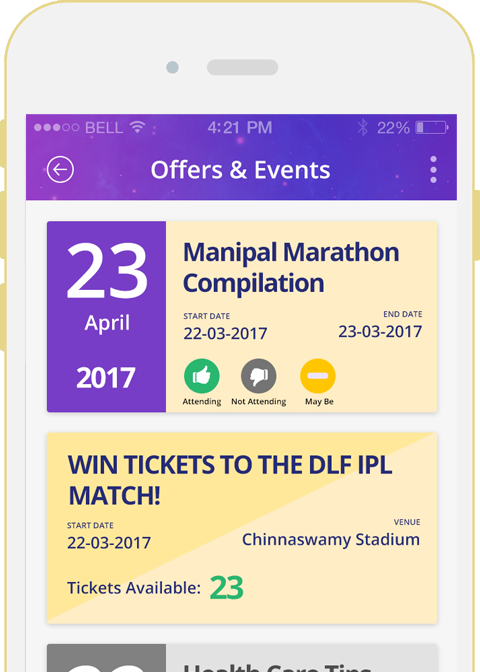 BELL 4:21 PM 22%
Offers & Events
23
April
2017
Manipal Marathon
Compilation
START DATE
22-03-2017
END DATE
23-03-2017
Attending Not Attending May Be
WIN TICKETS TO THE DLF IPL
MATCH!
START DATE
22-03-2017
VENUE
Chinnaswamy Stadium
Tickets Available: 23
Health Care Tips